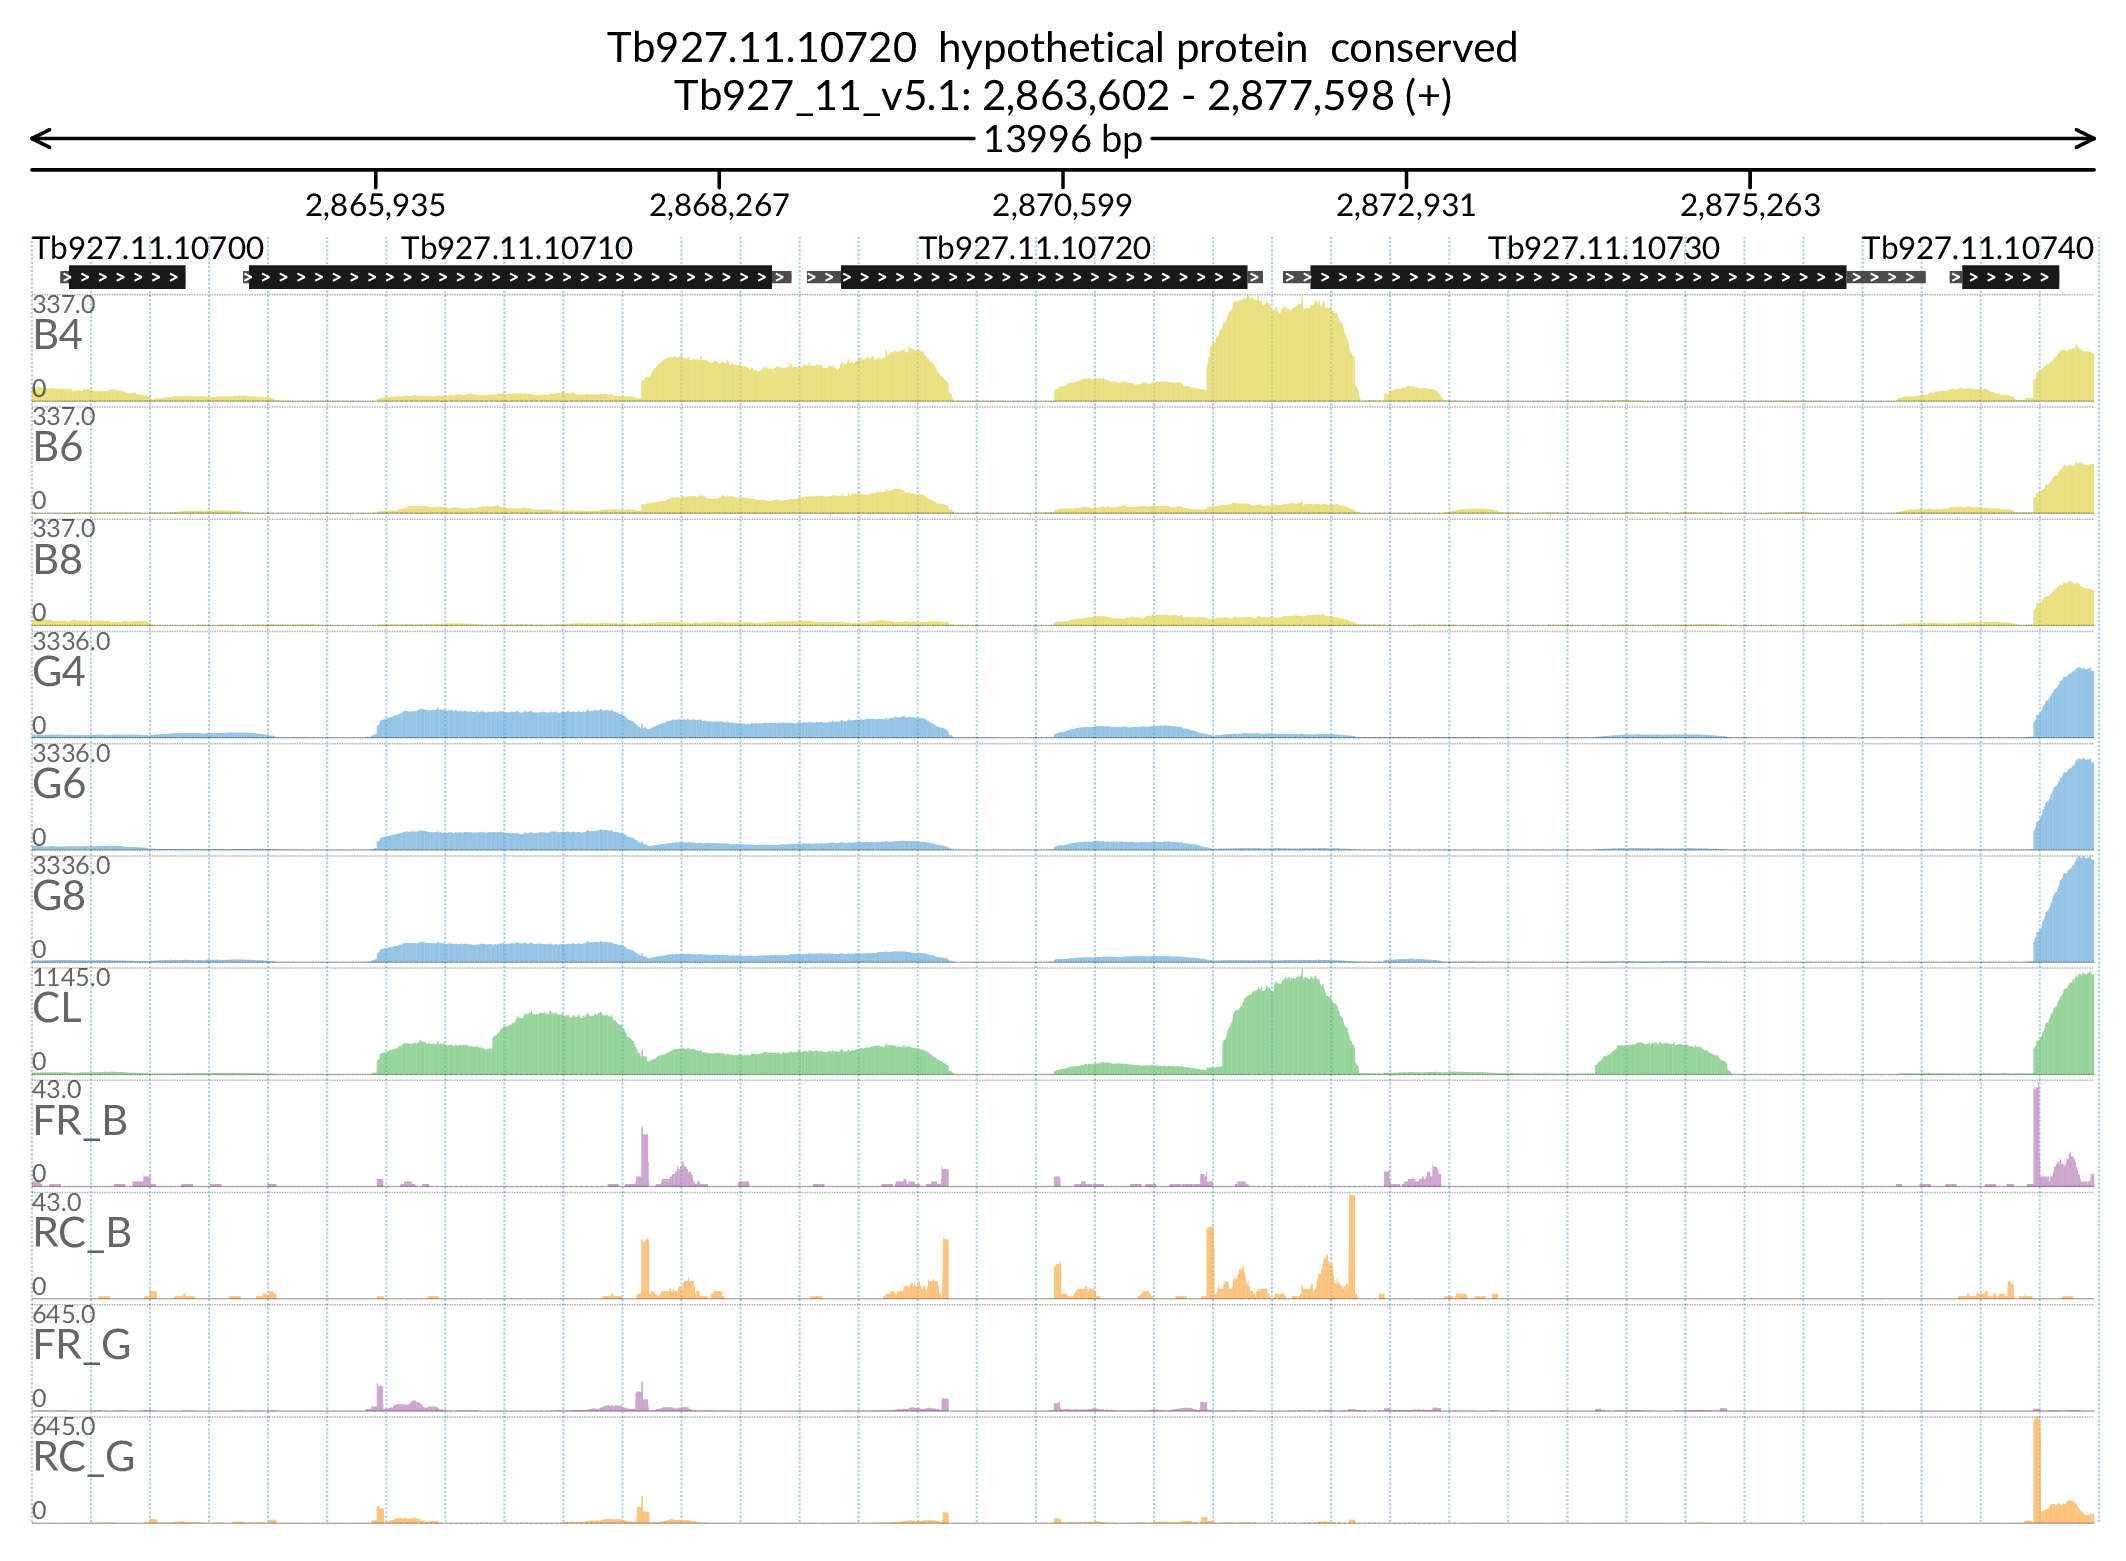 Tb927.11.10720 hypothetical protein conserved
Tb927_11_v5.1: 2,863,602 - 2,877,598 (+)
13996 bp
2,865,935 2,868,267 2,870,599 2,872,931 2,875,263
Tb927.11.10700 Tb927.11.10710 Tb927.11.10720 Tb927.11.10730 Tb927.11.10740
337.0
B4
0
337.0
B6
0
337.0
B8
0
3336.0
G4
0
3336.0
G6
0
3336.0
G8
0
1145.0
CL
0
43.0
FR_B
0
43.0
RC_B
0
645.0
FR_G
0
645.0
RC_G
0